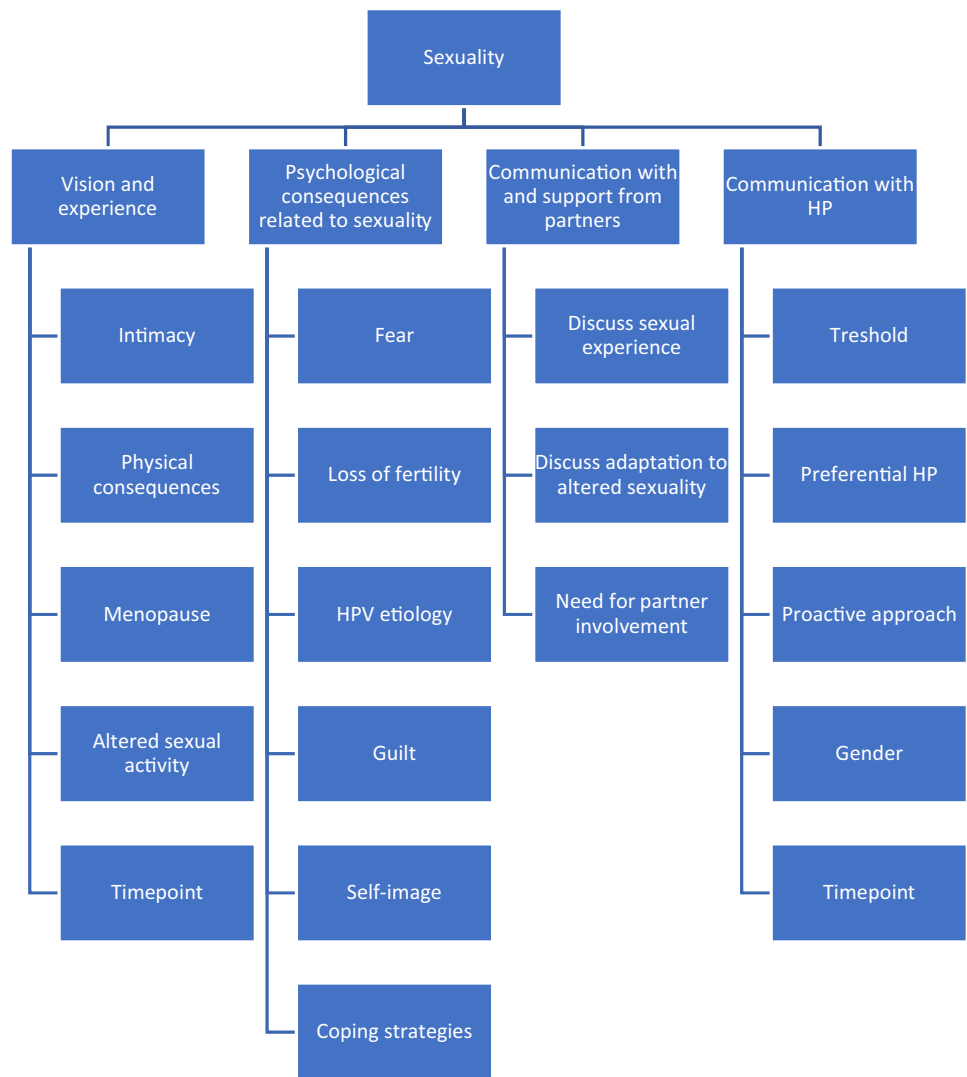 Sexuality
Vision and
experience
Psychological
consequences
related to sexuality
Communication with
and support from
partners
Communication with
HP
Intimacy
Physical
consequences
Menopause
Altered sexual
activity
Timepoint
Fear
Loss of fertility
HPV etiology
Guilt
Self-image
Coping strategies
Discuss sexual
experience
Discuss adaptation to
altered sexuality
Need for partner
involvement
Treshold
Preferential HP
Proactive approach
Gender
Timepoint